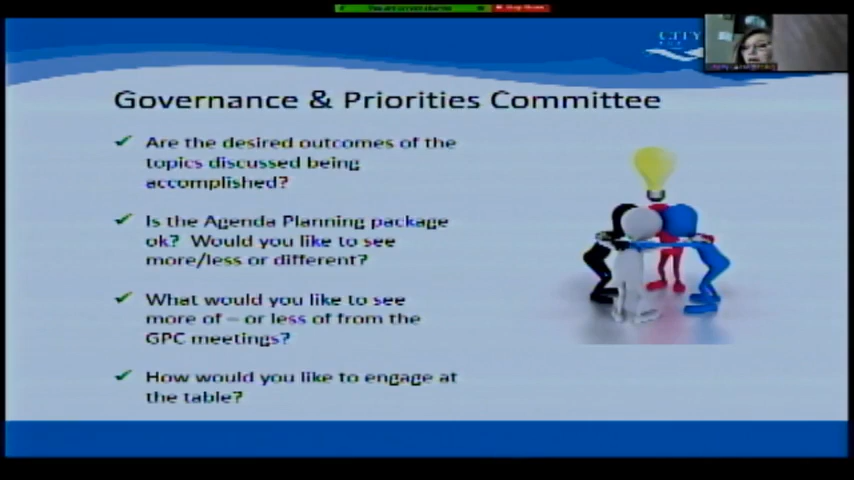 CITY
Governance & Priorities Committee
Are the desired outcomes of the
topics discussed being
accomplished?
Is the Agenda Planning package
ok? Would you like to see
more/less or different?
What would you like to see
more of – or less of from the
GPC meetings?
How would you like to engage at
the table?